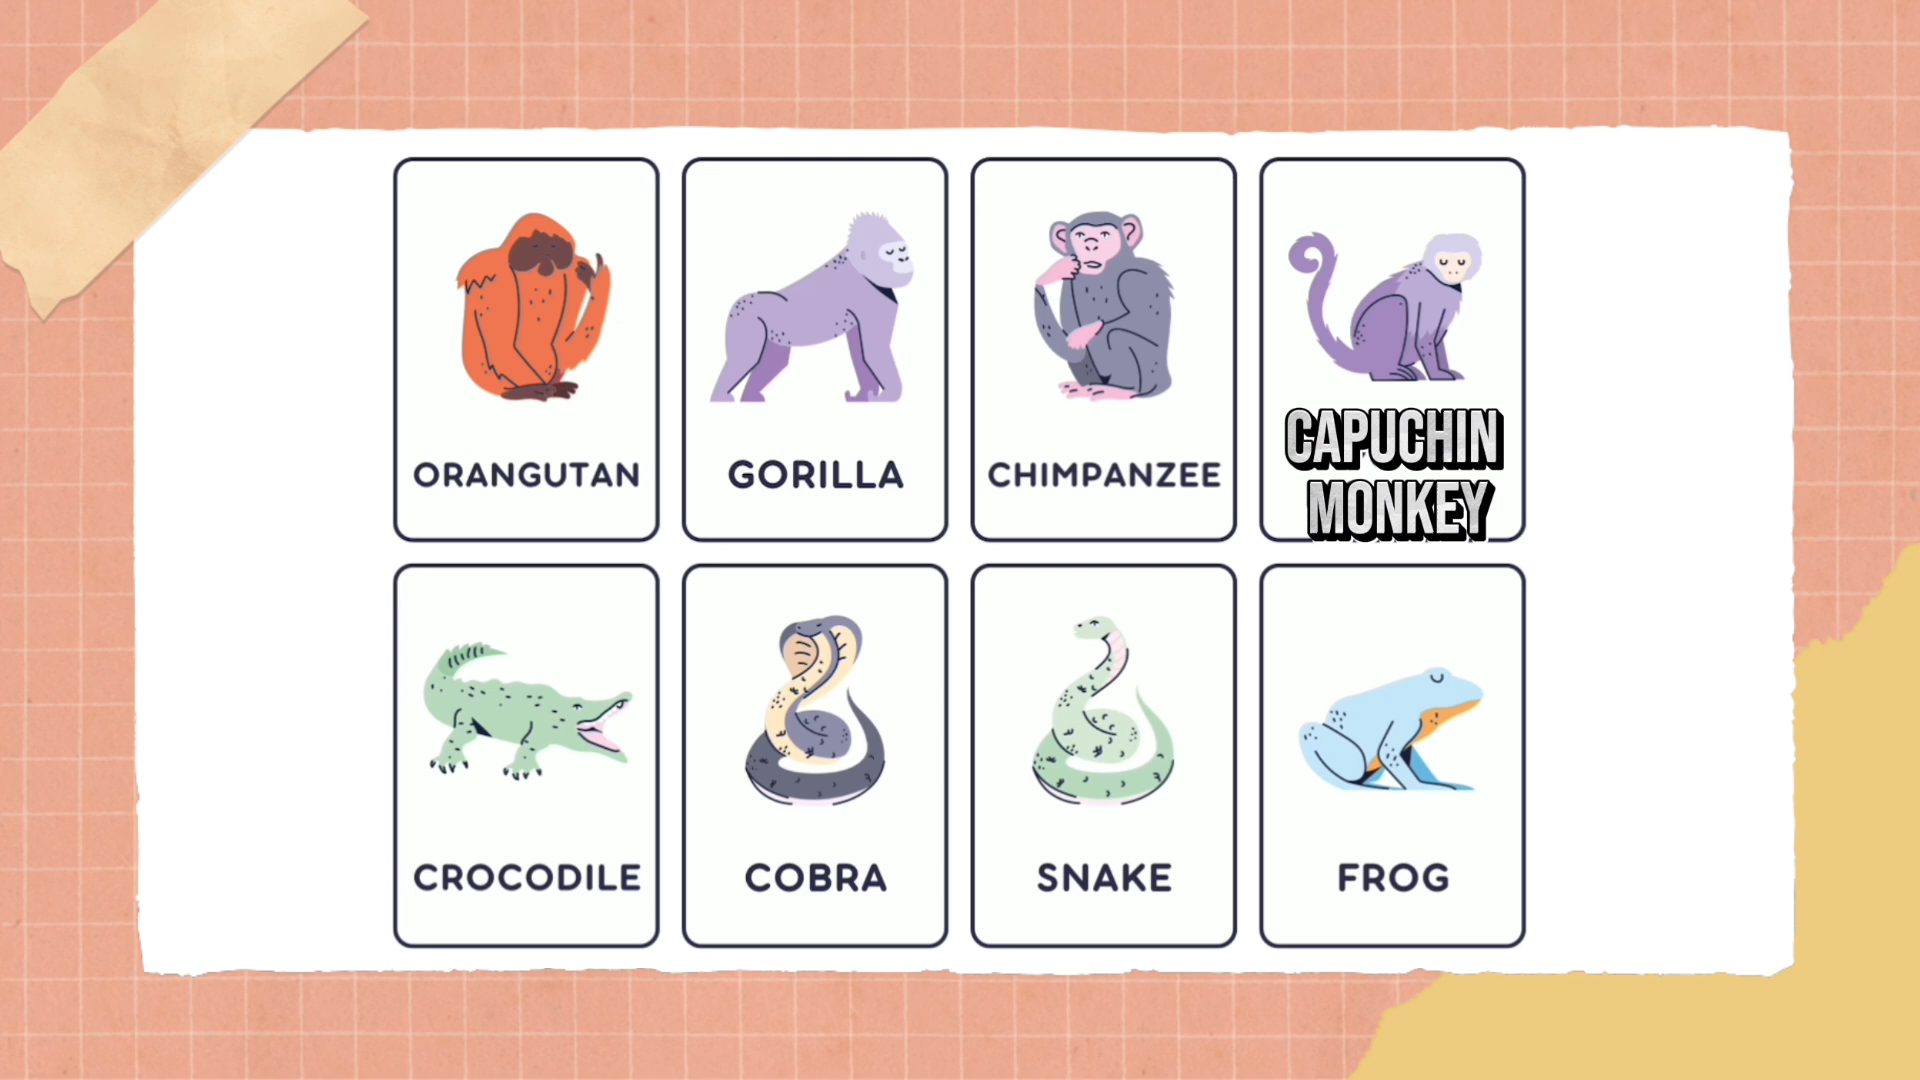 ORANGUTAN
GORILLA
CHIMPANZEE
CAPUCHIN
MONKEY
CROCODILE
COBRA
SNAKE
FROG